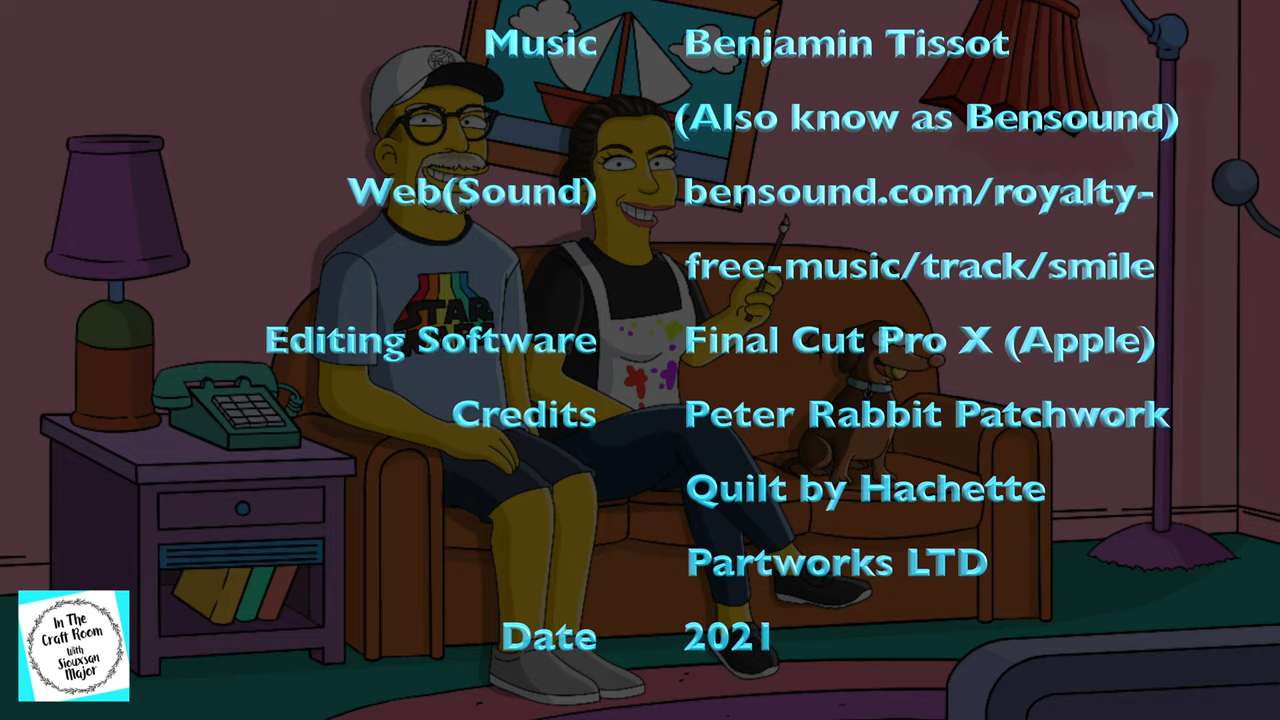 Music Benjamin Tissot
(Also know as Bensound)
Web(Sound) bensound.com/royalty-
free-music/track/smile
Editing Software Final Cut Pro X (Apple)
Credits Peter Rabbit Patchwork
Quilt by Hachette
Partworks LTD
Date 2021
STAR
In The
Craft Room
With
Siouxsan
Major